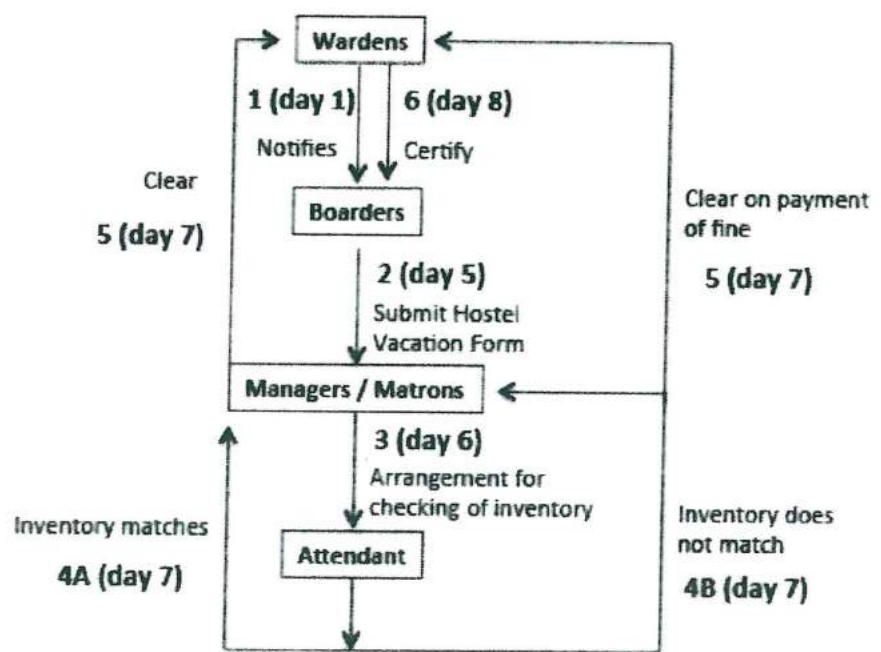 Wardens
1 (day 1)
6 (day 8)
Notifies
Certify
Clear
5 (day 7)
Boarders
Clear on payment
of fine
5 (day 7)
2 (day 5)
Submit Hostel
Vacation Form
Managers / Matrons
3 (day 6)
Arrangement for
checking of inventory
Inventory matches
4A (day 7)
Attendant
Inventory does
not match
4B (day 7)